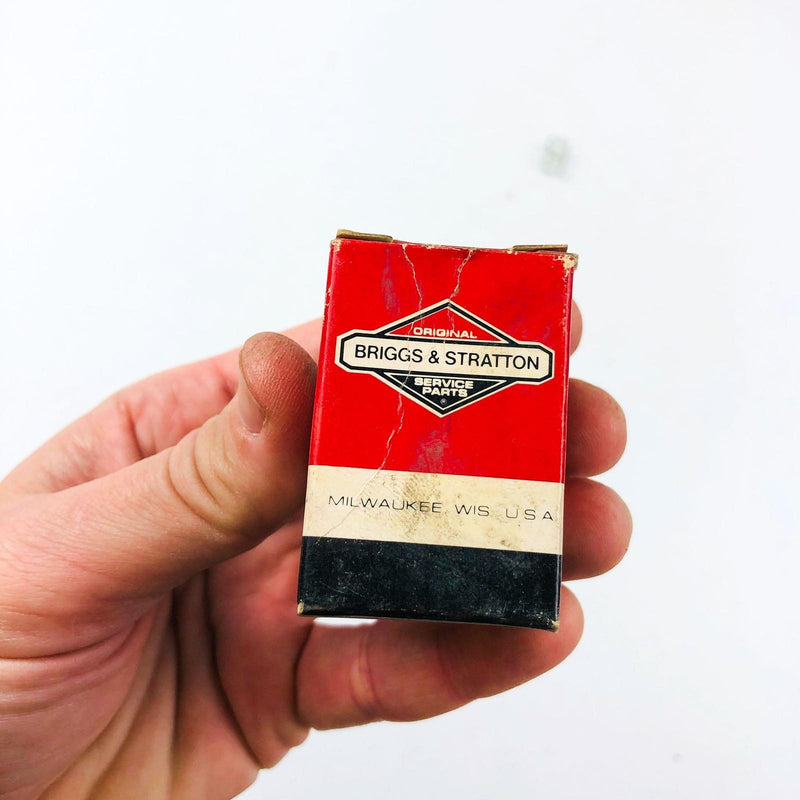 ORIGINAL
BRIGGS & STRATTON
SERVICE
PARTS
®
MILWAUKEE, WIS. U S A